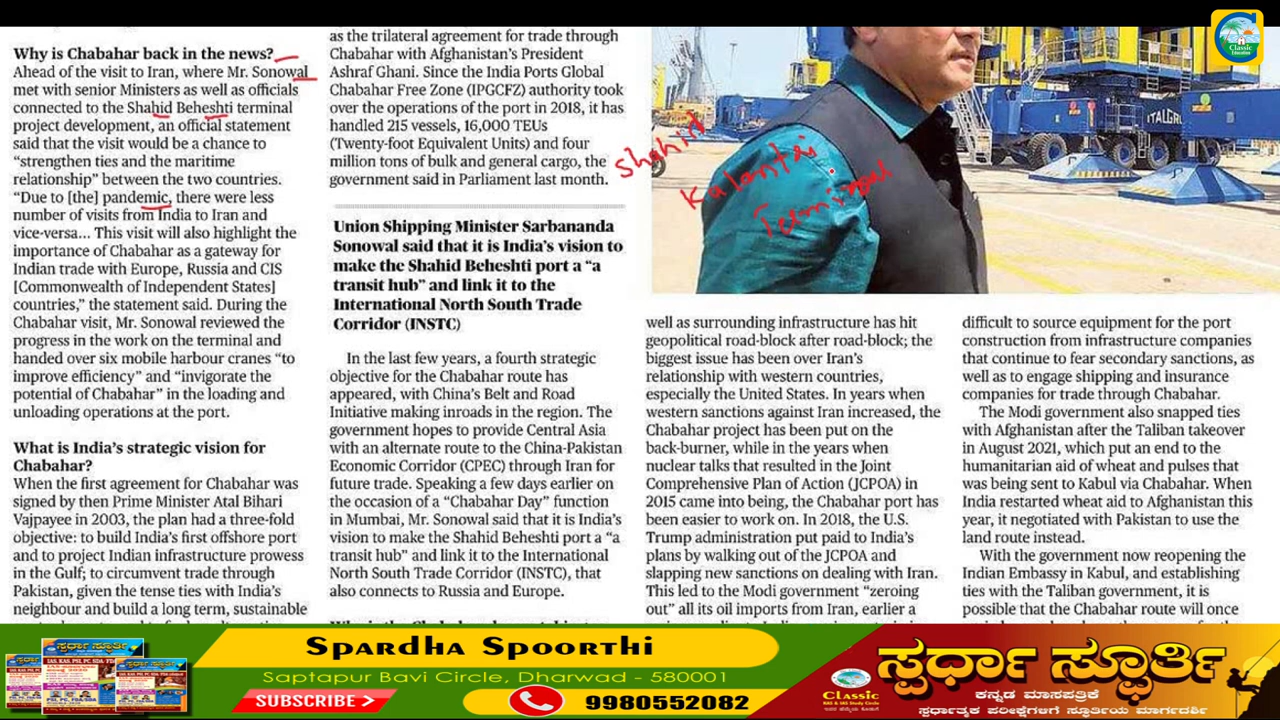 Classic
Education
Why is Chabahar back in the news?
Ahead of the visit to Iran, where Mr. Sonowal
met with senior Ministers as well as officials
connected to the Shahid Beheshti terminal
project development, an official statement
said that the visit would be a chance to
“strengthen ties and the maritime
relationship” between the two countries.
“Due to [the] pandemic, there were less
number of visits from India to Iran and
vice-versa... This visit will also highlight the
importance of Chabahar as a gateway for
Indian trade with Europe, Russia and CIS
[Commonwealth of Independent States]
countries,” the statement said. During the
Chabahar visit, Mr. Sonowal reviewed the
progress in the work on the terminal and
handed over six mobile harbour cranes “to
improve efficiency” and “invigorate the
potential of Chabahar” in the loading and
unloading operations at the port.
What is India’s strategic vision for
Chabahar?
When the first agreement for Chabahar was
signed by then Prime Minister Atal Bihari
Vajpayee in 2003, the plan had a three-fold
objective: to build India’s first offshore port
and to project Indian infrastructure prowess
in the Gulf; to circumvent trade through
Pakistan, given the tense ties with India’s
neighbour and build a long term, sustainable
as the trilateral agreement for trade through
Chabahar with Afghanistan’s President
Ashraf Ghani. Since the India Ports Global
Chabahar Free Zone (IPGCFZ) authority took
over the operations of the port in 2018, it has
handled 215 vessels, 16,000 TEUs
(Twenty-foot Equivalent Units) and four
million tons of bulk and general cargo, the
government said in Parliament last month.
Union Shipping Minister Sarbananda
Sonowal said that it is India’s vision to
make the Shahid Beheshti port a “a
transit hub” and link it to the
International North South Trade
Corridor (INSTC)
In the last few years, a fourth strategic
objective for the Chabahar route has
appeared, with China’s Belt and Road
Initiative making inroads in the region. The
government hopes to provide Central Asia
with an alternate route to the China-Pakistan
Economic Corridor (CPEC) through Iran for
future trade. Speaking a few days earlier on
the occasion of a “Chabahar Day” function
in Mumbai, Mr. Sonowal said that it is India’s
vision to make the Shahid Beheshti port a “a
transit hub” and link it to the International
North South Trade Corridor (INSTC), that
also connects to Russia and Europe.
ITALGRU
Shahid
Kalantri
Terminal
well as surrounding infrastructure has hit
geopolitical road-block after road-block; the
biggest issue has been over Iran’s
relationship with western countries,
especially the United States. In years when
western sanctions against Iran increased, the
Chabahar project has been put on the
back-burner, while in the years when
nuclear talks that resulted in the Joint
Comprehensive Plan of Action (JCPOA) in
2015 came into being, the Chabahar port has
been easier to work on. In 2018, the U.S.
Trump administration put paid to India’s
plans by walking out of the JCPOA and
slapping new sanctions on dealing with Iran.
This led to the Modi government “zeroing
out” all its oil imports from Iran, earlier a
difficult to source equipment for the port
construction from infrastructure companies
that continue to fear secondary sanctions, as
well as to engage shipping and insurance
companies for trade through Chabahar.
The Modi government also snapped ties
with Afghanistan after the Taliban takeover
in August 2021, which put an end to the
humanitarian aid of wheat and pulses that
was being sent to Kabul via Chabahar. When
India restarted wheat aid to Afghanistan this
year, it negotiated with Pakistan to use the
land route instead.
With the government now reopening the
Indian Embassy in Kabul, and establishing
ties with the Taliban government, it is
possible that the Chabahar route will once
Spardha Spoorthi
Saptapur Bavi Circle, Dharwad - 580001
SUBSCRIBE
9980552082
ಸ್ಪರ್ಧಾ ಸ್ಫೂರ್ತಿ
Classic
ಕನ್ನಡ ಮಾಸಪತ್ರಿಕೆ
ಸ್ಪರ್ಧಾತ್ಮಕ ಪರೀಕ್ಷೆಗಳಿಗೆ ಸ್ಫೂರ್ತಿಯ ಮಾರ್ಗದರ್ಶಿ